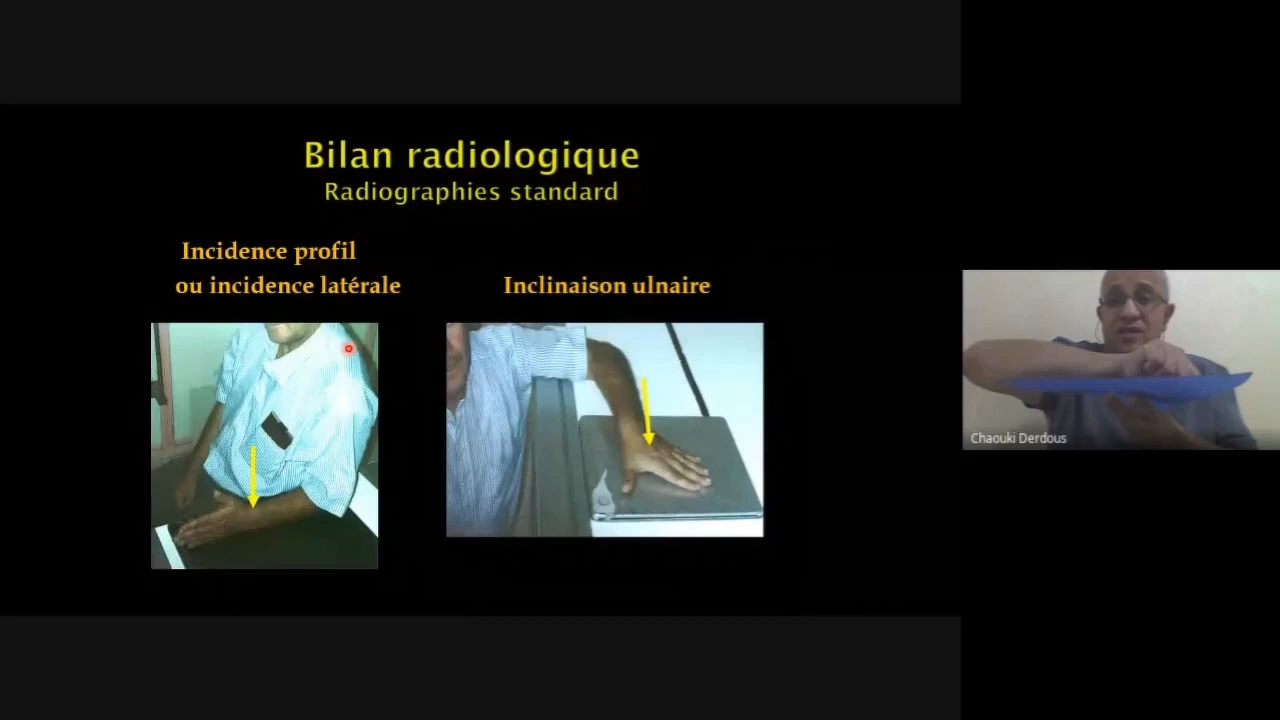 Bilan radiologique
Radiographies standard
Incidence profil
ou incidence latérale
Inclinaison ulnaire
Chaouki Derdous